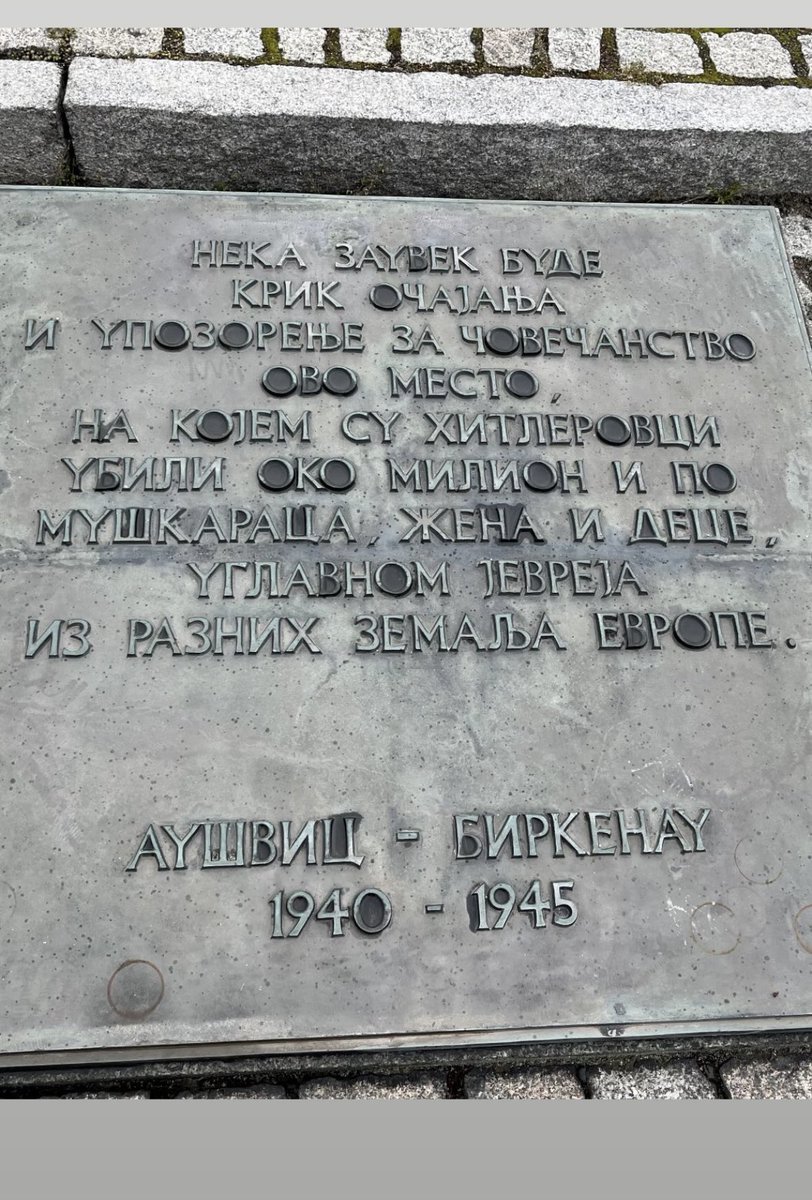 НЕКА ЗАУВЕК БУДЕ
КРИК ОЧАЈАЊА
И УПОЗОРЕЊЕ ЗА ЧОВЕЧАНСТВО
ОВО МЕСТО,
НА КОЈЕМ СУ ХИТЛЕРОВЦИ
УБИЛИ ОКО МИЛИОН И ПО
МУШКАРАЦА, ЖЕНА И ДЕЦЕ,
УГЛАВНОМ ЈЕВРЕЈА
ИЗ РАЗНИХ ЗЕМАЉА ЕВРОПЕ.
АУШВИЦ - БИРКЕНАУ
1940 - 1945